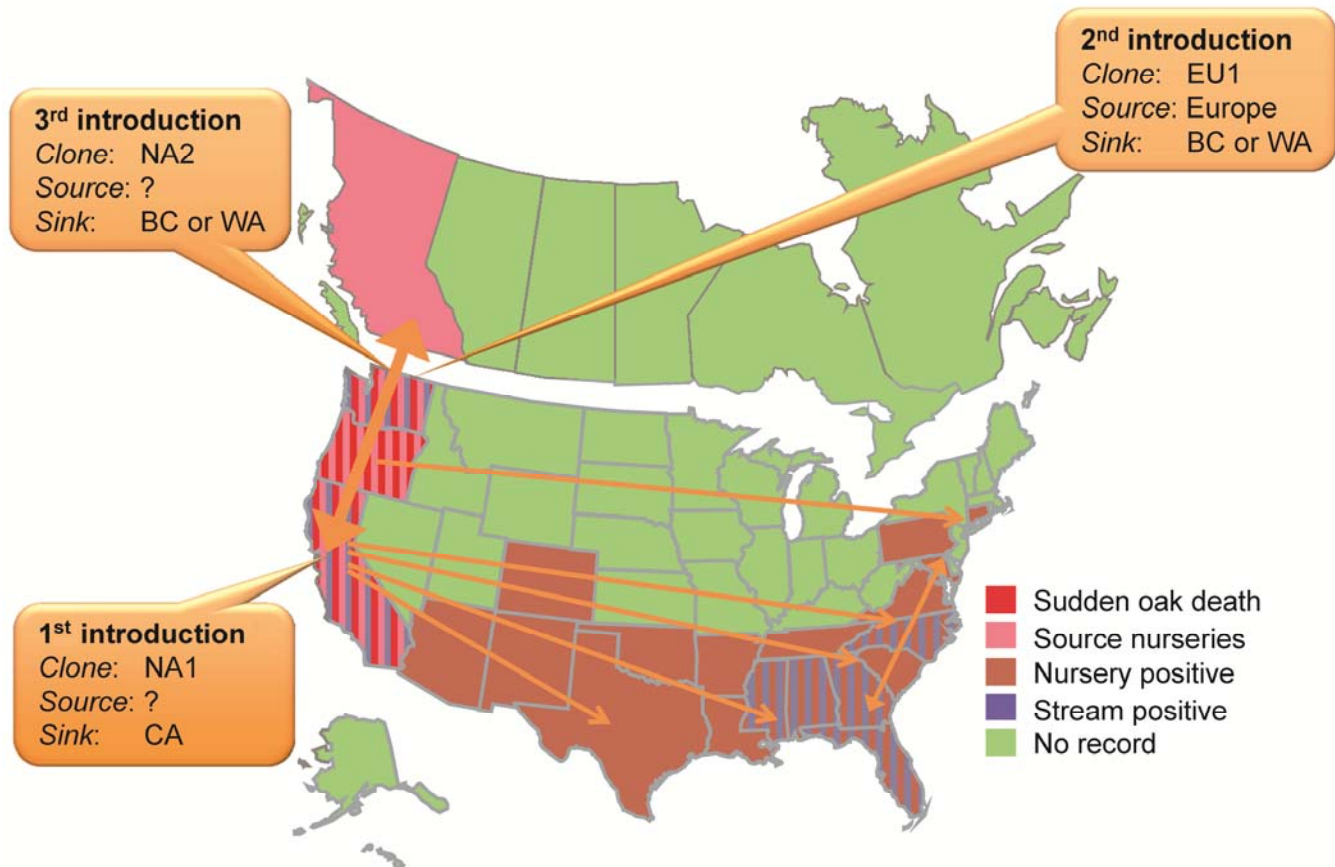 2nd introduction
Clone: EU1
Source: Europe
Sink: BC or WA
3rd introduction
Clone: NA2
Source: ?
Sink: BC or WA
1st introduction
Clone: NA1
Source: ?
Sink: CA
Sudden oak death
Source nurseries
Nursery positive
Stream positive
No record